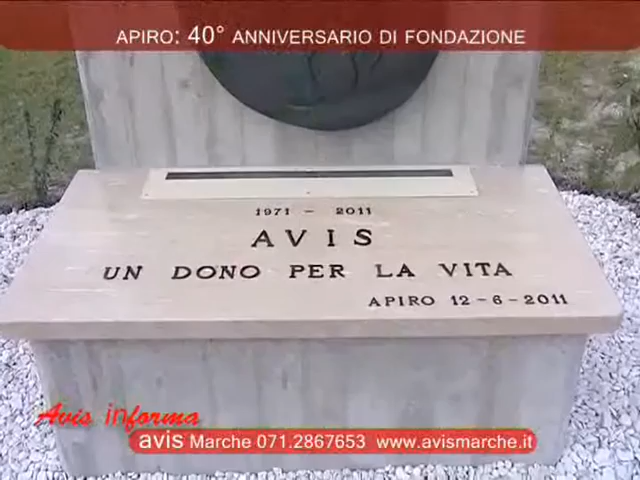 APIRO: 40° ANNIVERSARIO DI FONDAZIONE
1971 - 2011
AVIS
UN DONO PER LA VITA
APIRO 12-6-2011
Avis informa
avis Marche 071.2867653 www.avismarche.it